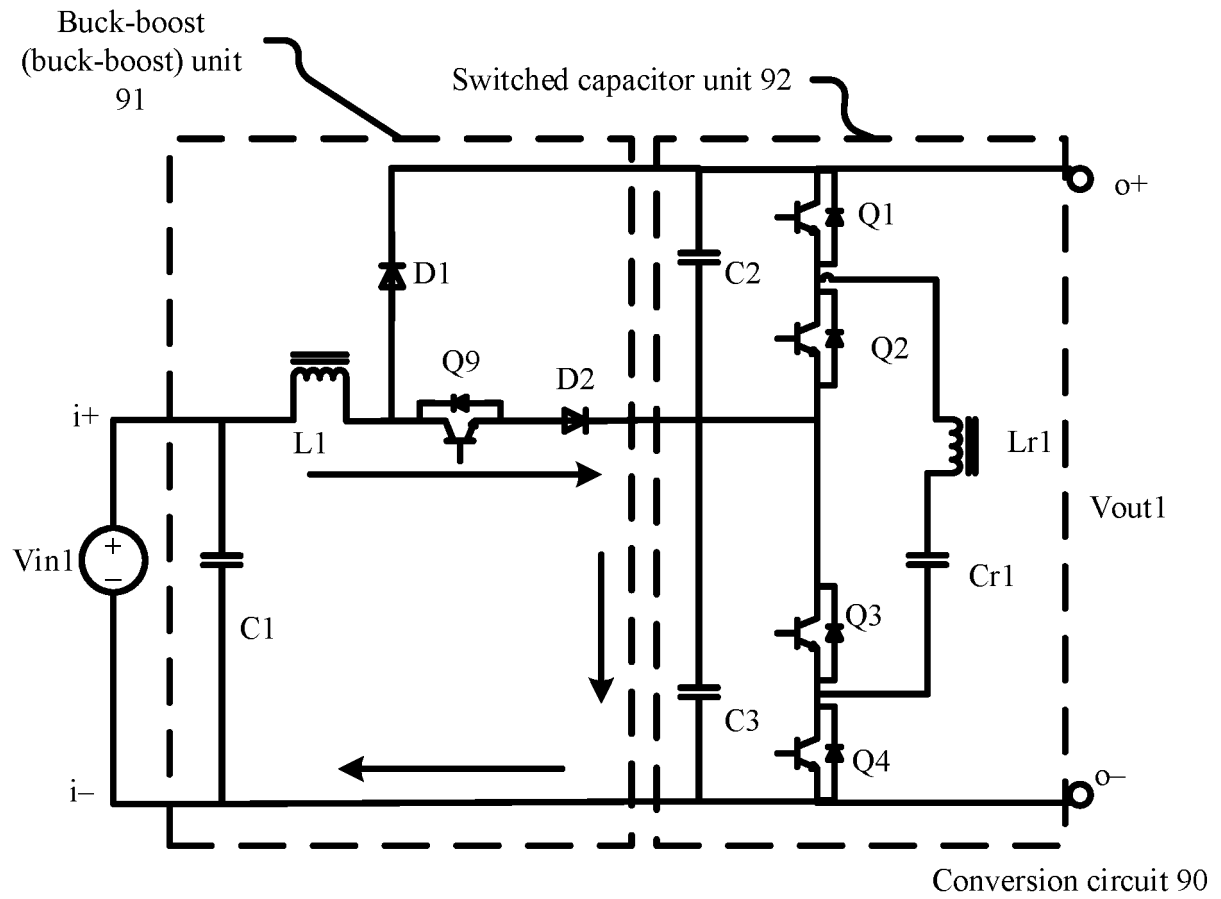 Buck-boost
(buck-boost) unit
91
Switched capacitor unit 92
o+
Q1
D1
C2
Q2
Q9
D2
i+
L1
Lr1
Vout1
+
−
Vin1
Cr1
C1
Q3
C3
Q4
i−
o−
Conversion circuit 90